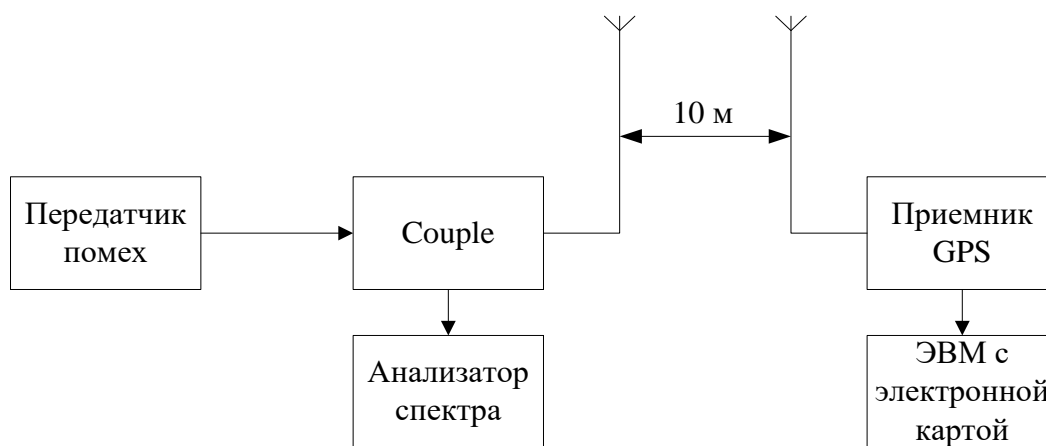 10 м
Передатчик
помех
Couple
Приемник
GPS
Анализатор
спектра
ЭВМ с
электронной
картой